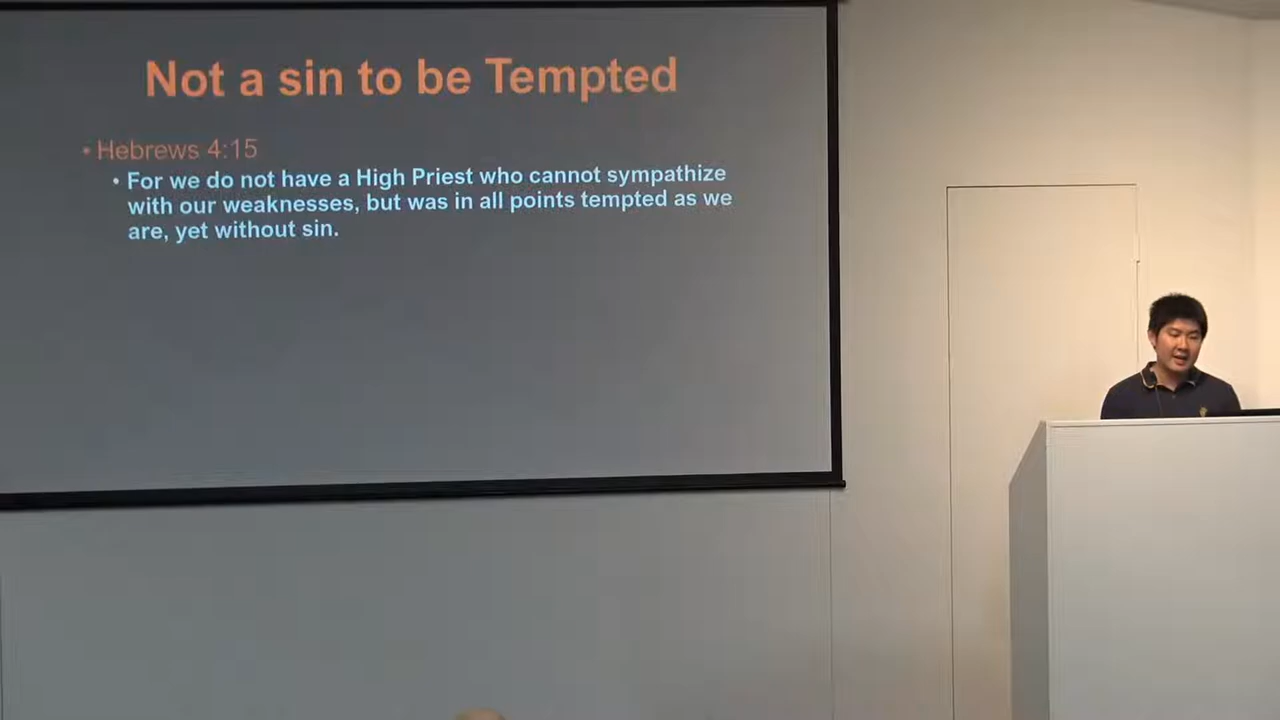 Not a sin to be Tempted
• Hebrews 4:15
• For we do not have a High Priest who cannot sympathize
with our weaknesses, but was in all points tempted as we
are, yet without sin.